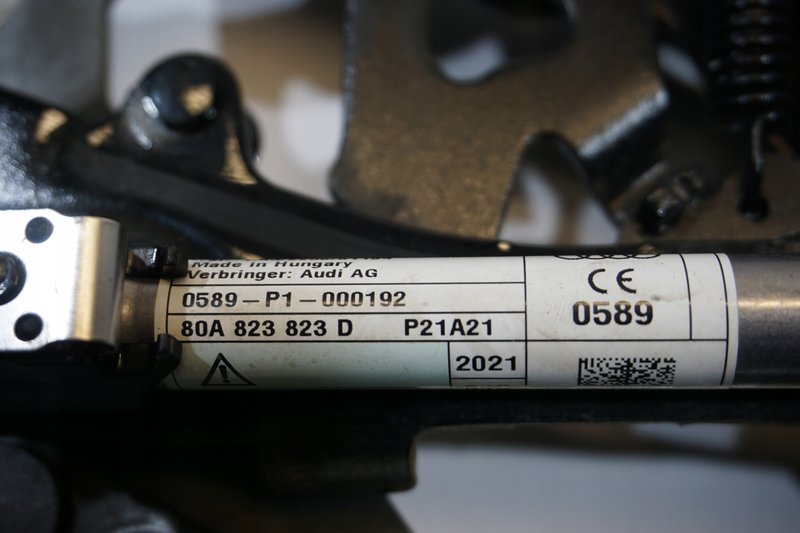 Made in Hungary
Verbringer: Audi AG
0589-P1-000192
80A 823 823 D P21A21
2021
CE
0589